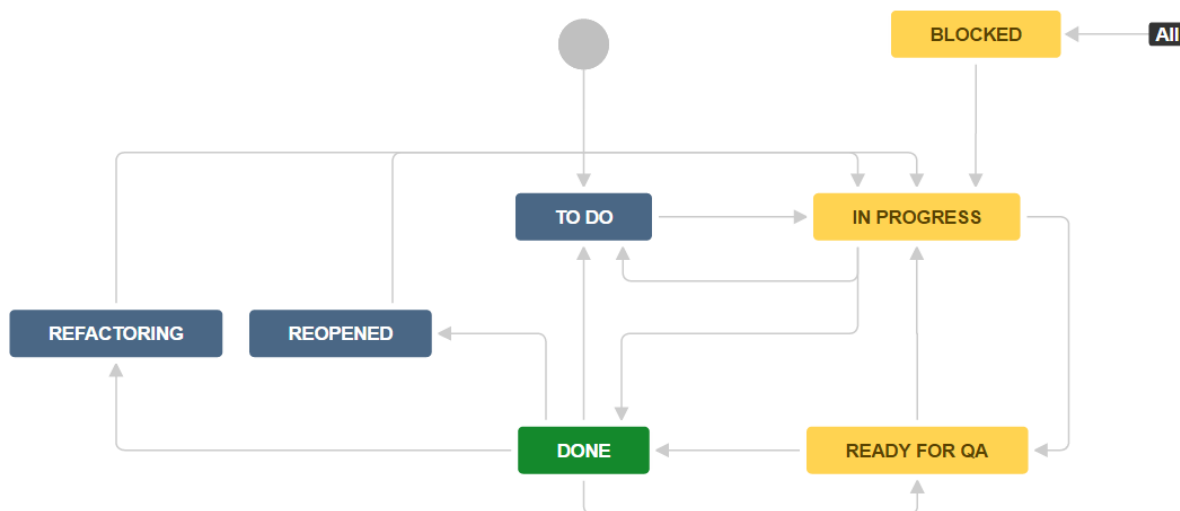 BLOCKED
All
TO DO
IN PROGRESS
REFACTORING
REOPENED
DONE
READY FOR QA